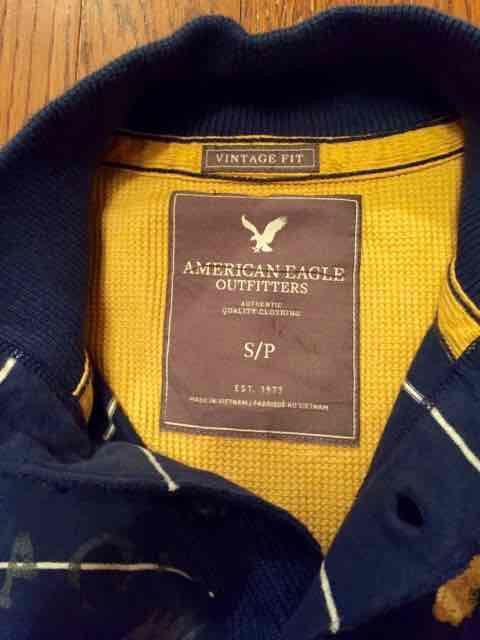 VINTAGE FIT
AMERICAN EAGLE
OUTFITTERS
AUTHENTIC
QUALITY CLOTHING
S/P
EST. 1977
MADE IN VIETNAM / FABRIQUÉ AU VIETNAM